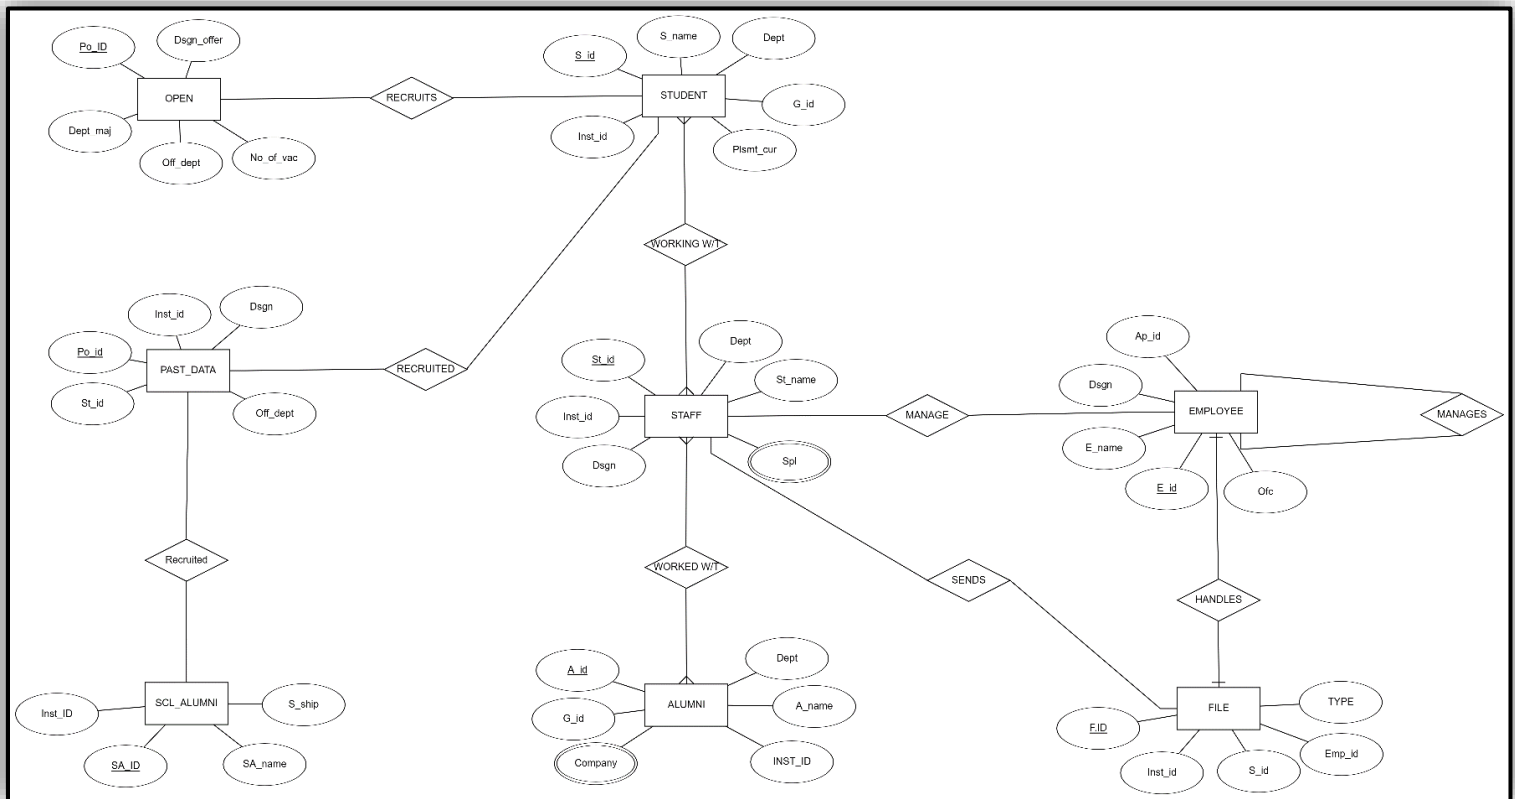 Po_ID
Dsgn_offer
OPEN
Dept_maj
Off_dept
No_of_vac
RECRUITS
S_id
S_name
Dept
STUDENT
G_id
Inst_id
Plsmt_cur
WORKING W/T
Inst_id
Dsgn
Po_id
PAST_DATA
St_id
Off_dept
RECRUITED
St_id
Dept
St_name
Inst_id
STAFF
Dsgn
Spl
MANAGE
Ap_id
Dsgn
EMPLOYEE
E_name
E_id
Ofc
MANAGES
Recruited
WORKED W/T
SENDS
HANDLES
Inst_ID
SCL_ALUMNI
S_ship
SA_ID
SA_name
A_id
Dept
G_id
ALUMNI
A_name
Company
INST_ID
F.ID
FILE
TYPE
Inst_id
S_id
Emp_id